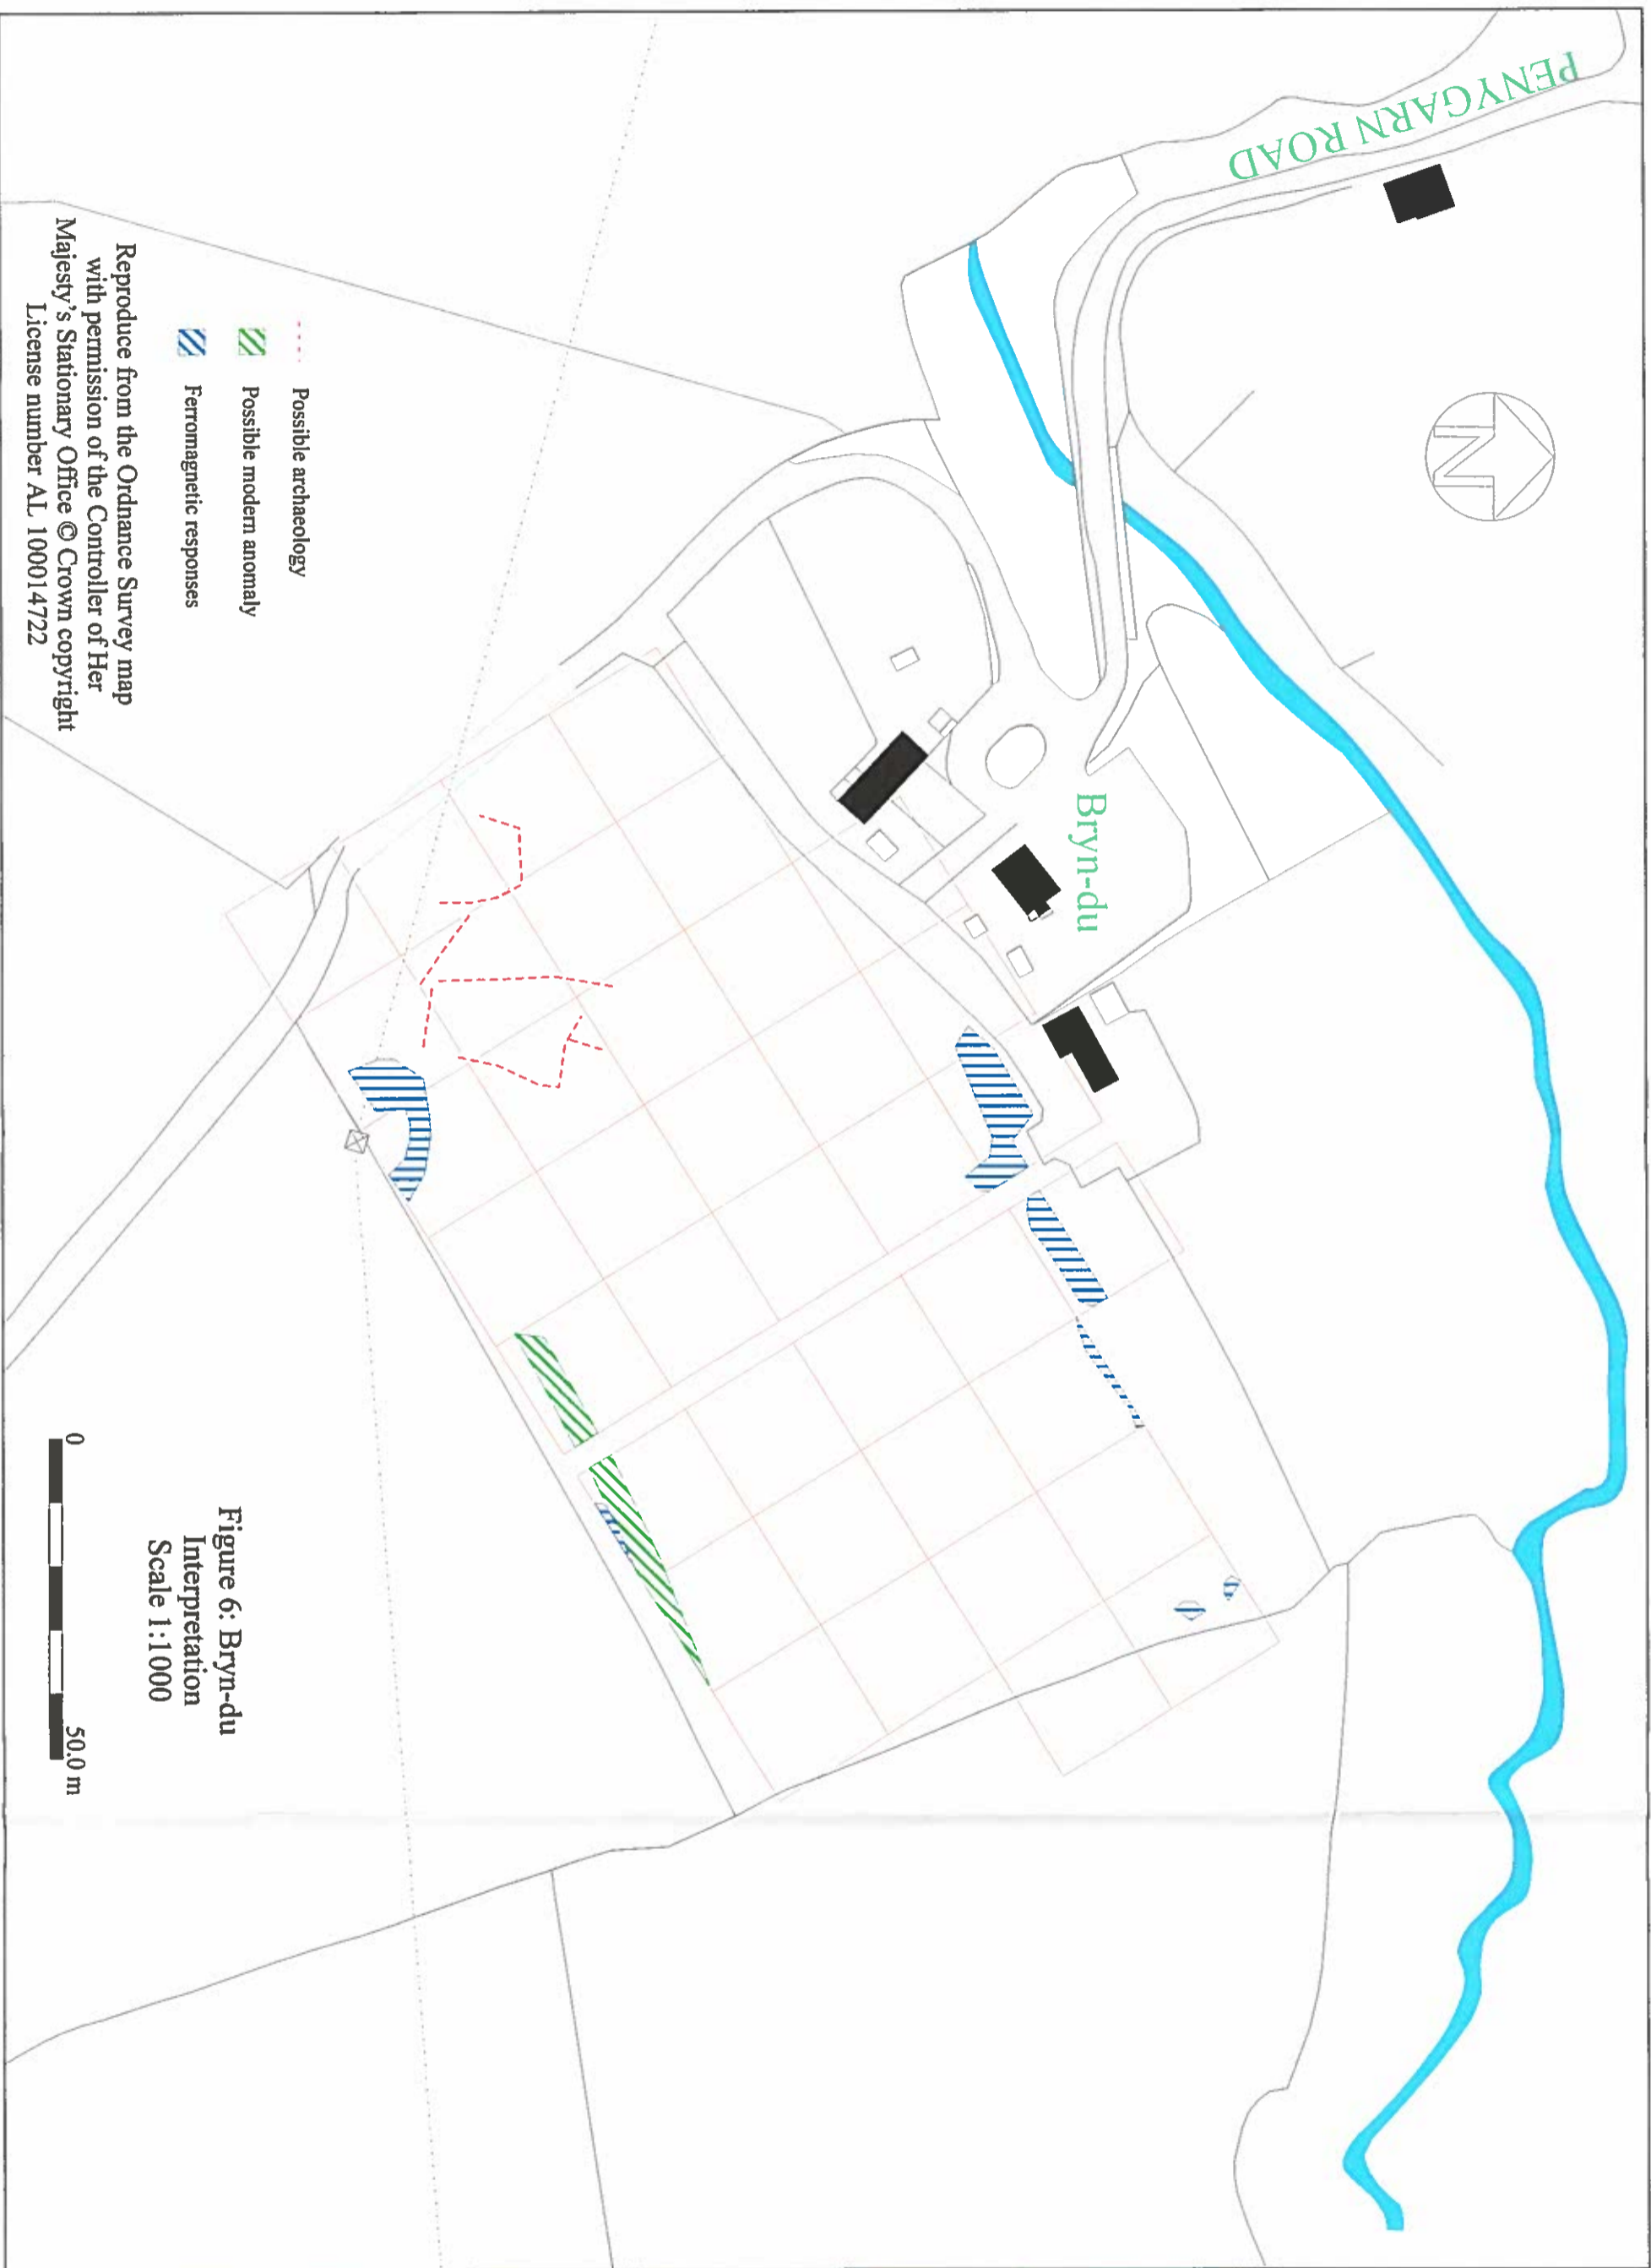 PENYGARN ROAD
N
Bryn-du
Possible archaeology
Possible modern anomaly
Ferromagnetic responses
Reproduce from the Ordnance Survey map
with permission of the Controller of Her
Majesty's Stationary Office © Crown copyright
License number AL 100014722
Figure 6: Bryn-du
Interpretation
Scale 1:1000
0
50.0 m